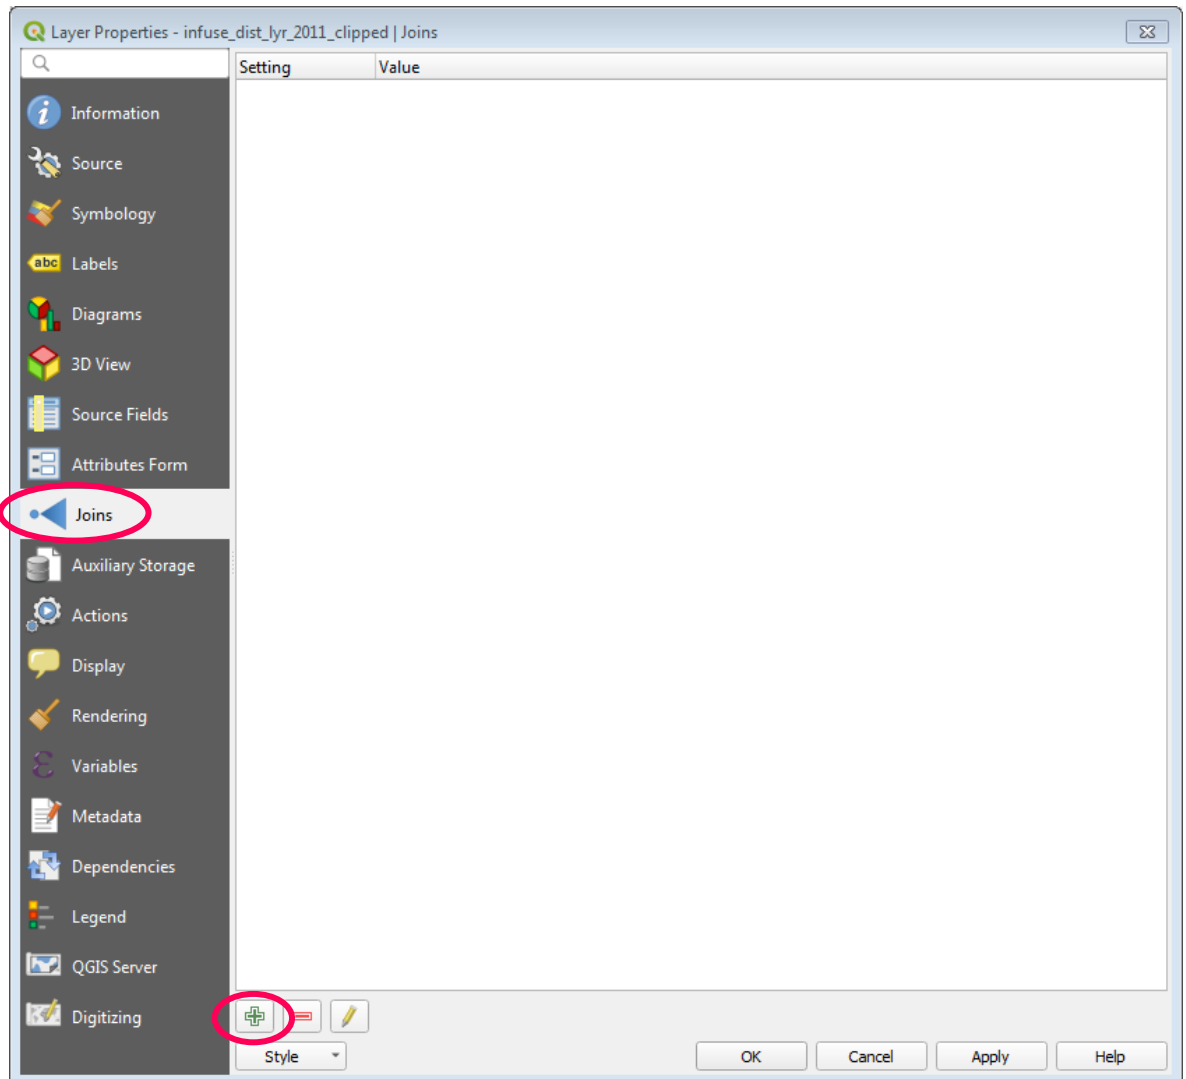 Layer Properties - infuse_dist_lyr_2011_clipped | Joins
Setting Value
Information
Source
Symbology
abc Labels
Diagrams
3D View
Source Fields
Attributes Form
Joins
Auxiliary Storage
Actions
Display
Rendering
Variables
Metadata
Dependencies
Legend
QGIS Server
Digitizing
Style OK Cancel Apply Help